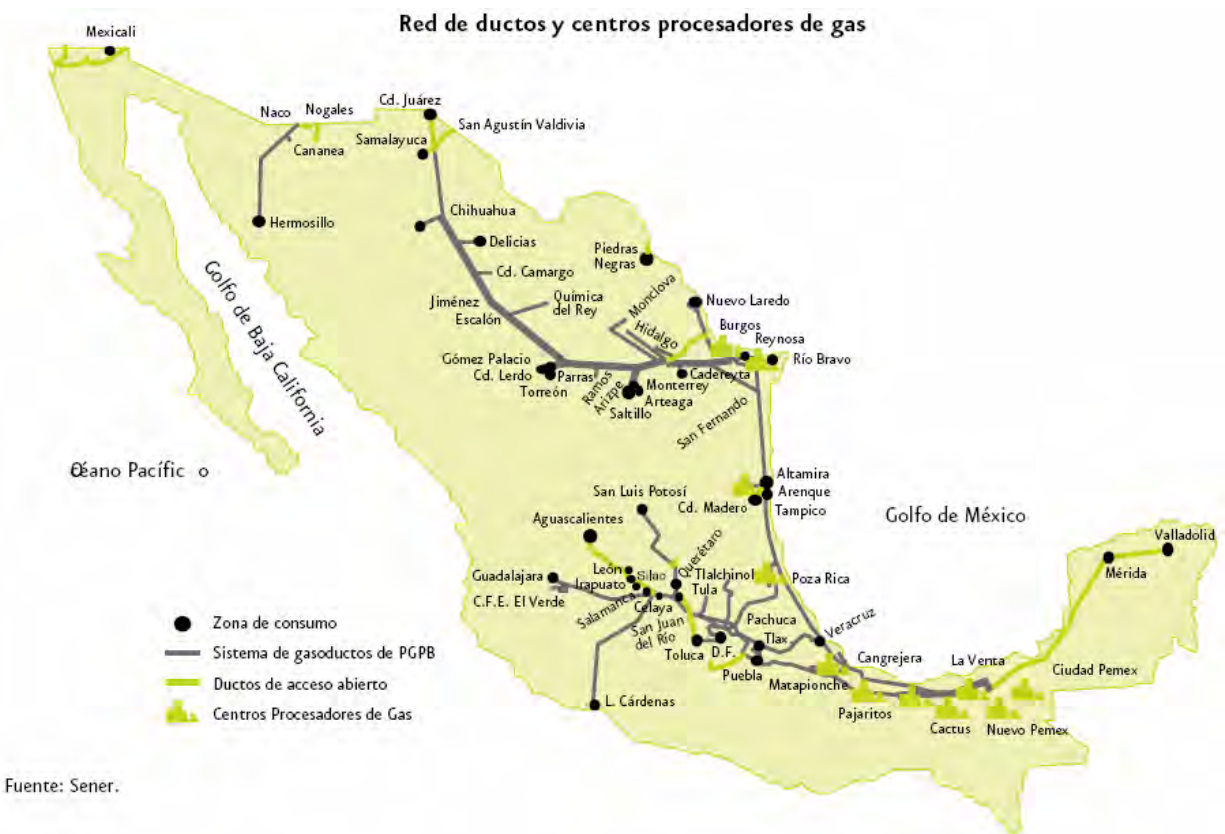 Red de ductos y centros procesadores de gas
Mexicali
Naco
Nogales
Cananea
Hermosillo
Cd. Juárez
San Agustín Valdivia
Samalayuca
Chihuahua
Delicias
Cd. Camargo
Jiménez
Escalón
Química
del Rey
Piedras
Negras
Monclova
Hidalgo
Nuevo Laredo
Burgos
Reynosa
Río Bravo
Gómez Palacio
Cd. Lerdo
Torreón
Parras
Ramos
Arizpe
Monterrey
Arteaga
Saltillo
Cadereyta
San Fernando
Golfo de Baja California
Océano Pacífic o
Altamira
Arenque
Tampico
Cd. Madero
Golfo de México
San Luis Potosí
Aguascalientes
León
Silao
Irapuato
Salamanca
Guadalajara
C.F.E. El Verde
Celaya
Querétaro
San Juan
del Río
Tlalchinol
Tula
Poza Rica
Pachuca
Toluca
D.F.
Tlax
Puebla
Veracruz
Matapionche
Cangrejera
La Venta
Pajaritos
Cactus
Nuevo Pemex
Ciudad Pemex
Mérida
Valladolid
L. Cárdenas
Zona de consumo
Sistema de gasoductos de PGPB
Ductos de acceso abierto
Centros Procesadores de Gas
Fuente: Sener.